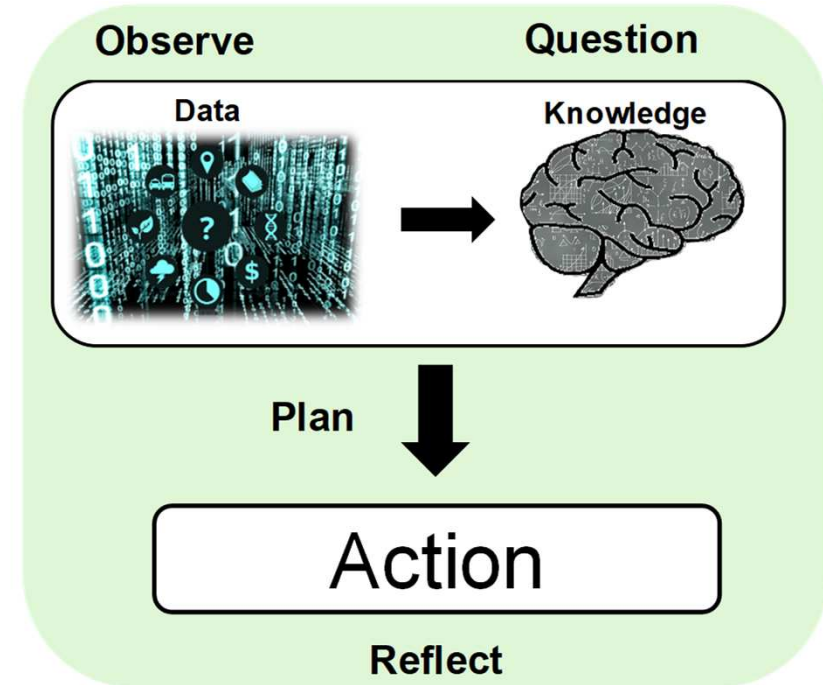 Observe
Question
Data
Knowledge
?
$
Plan
Action
Reflect